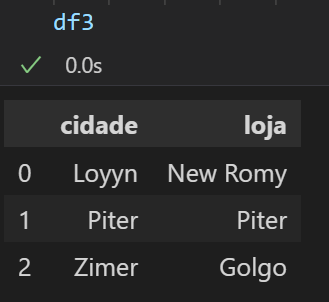 df3
0.0s
cidade loja
0 Loyyn New Romy
1 Piter Piter
2 Zimer Golgo